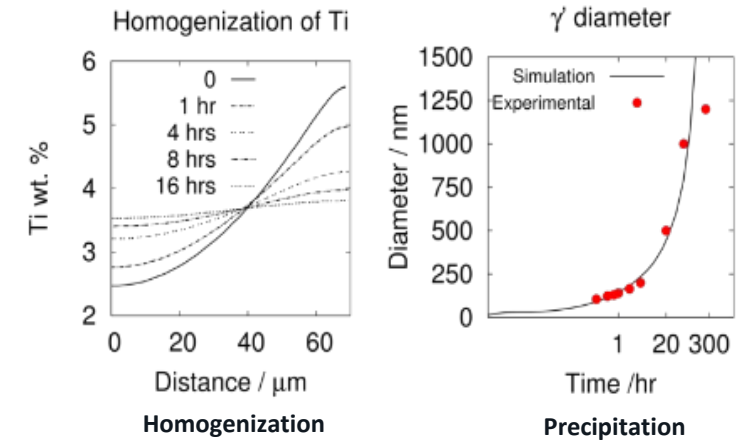 Homogenization of Ti
6
5
4
3
2
Ti wt. %
0
1 hr
4 hrs
8 hrs
16 hrs
0 20 40 60
Distance / μm
Homogenization
γ' diameter
1500
1250
1000
750
500
250
0
Diameter / nm
Simulation
Experimental
1 20 300
Time /hr
Precipitation